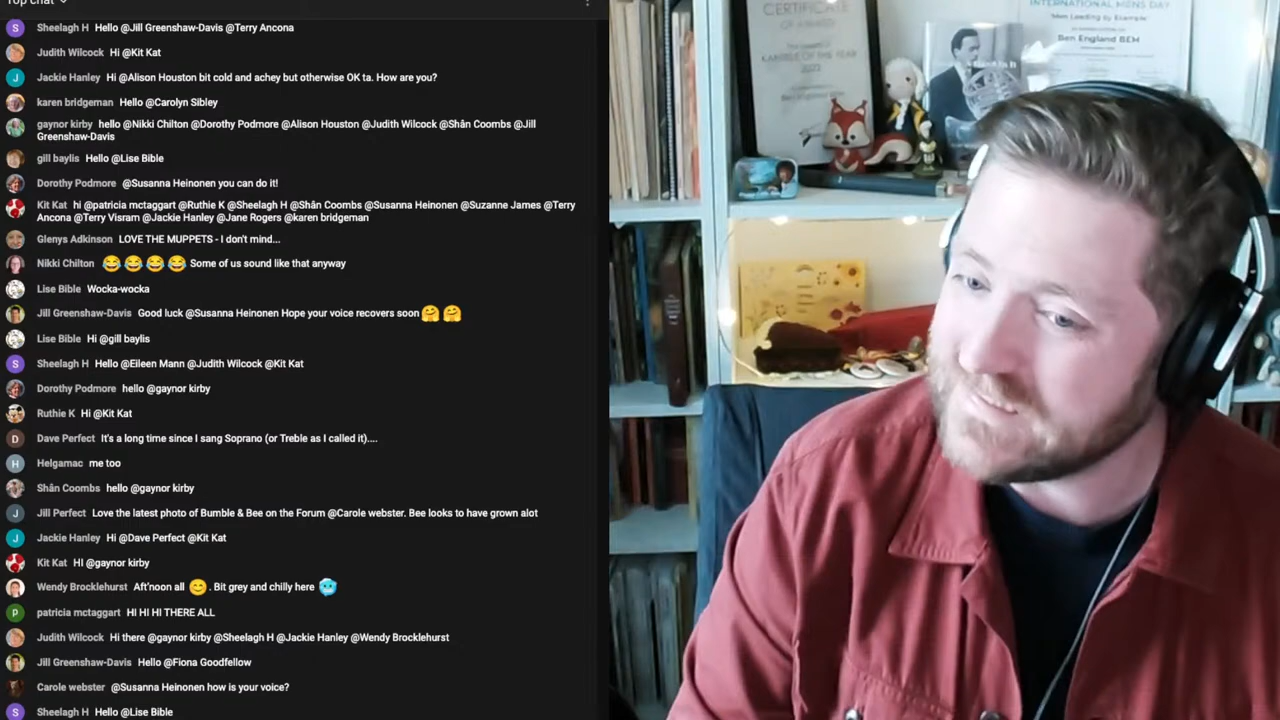 Top chat
Sheelagh H Hello @Jill Greenshaw-Davis @Terry Ancona
Judith Wilcock Hi @Kit Kat
Jackie Hanley Hi @Alison Houston bit cold and achey but otherwise OK ta. How are you?
karen bridgeman Hello @Carolyn Sibley
gaynor kirby hello @Nikki Chilton @Dorothy Podmore @Alison Houston @Judith Wilcock @Shân Coombs @Jill
Greenshaw-Davis
gill baylis Hello @Lise Bible
Dorothy Podmore @Susanna Heinonen you can do it!
Kit Kat hi @patricia mctaggart @Ruthie K @Sheelagh H @Shân Coombs @Susanna Heinonen @Suzanne James @Terry
Ancona @Terry Visram @Jackie Hanley @Jane Rogers @karen bridgeman
Glenys Adkinson LOVE THE MUPPETS - I don't mind...
Nikki Chilton 😂😂😂😂 Some of us sound like that anyway
Lise Bible Wocka-wocka
Jill Greenshaw-Davis Good luck @Susanna Heinonen Hope your voice recovers soon 🤗🤗
Lise Bible Hi @gill baylis
S Sheelagh H Hello @Eileen Mann @Judith Wilcock @Kit Kat
Dorothy Podmore hello @gaynor kirby
Ruthie K Hi @Kit Kat
D Dave Perfect It's a long time since I sang Soprano (or Treble as I called it)....
H Helgamac me too
Shân Coombs hello @gaynor kirby
J Jill Perfect Love the latest photo of Bumble & Bee on the Forum @Carole webster. Bee looks to have grown alot
J Jackie Hanley Hi @Dave Perfect @Kit Kat
Kit Kat HI @gaynor kirby
Wendy Brocklehurst Aft'noon all 😊. Bit grey and chilly here 🥶
P patricia mctaggart HI HI HI THERE ALL
Judith Wilcock Hi there @gaynor kirby @Sheelagh H @Jackie Hanley @Wendy Brocklehurst
Jill Greenshaw-Davis Hello @Fiona Goodfellow
Carole webster @Susanna Heinonen how is your voice?
S Sheelagh H Hello @Lise Bible
CERTIFICATE
2022
Ben England BEM
INTERNATIONAL MENS DAY
'Men Leading by Example'
Ben England BEM